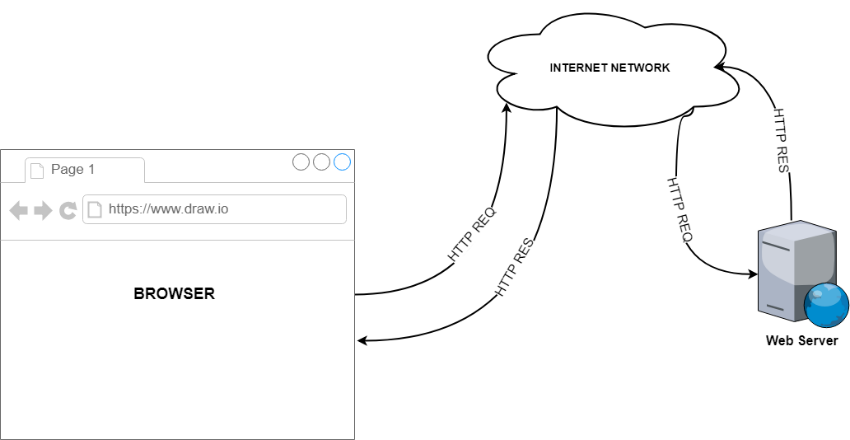 INTERNET NETWORK
HTTP RES
Page 1
https://www.draw.io
HTTP REQ
HTTP REQ
HTTP RES
BROWSER
Web Server